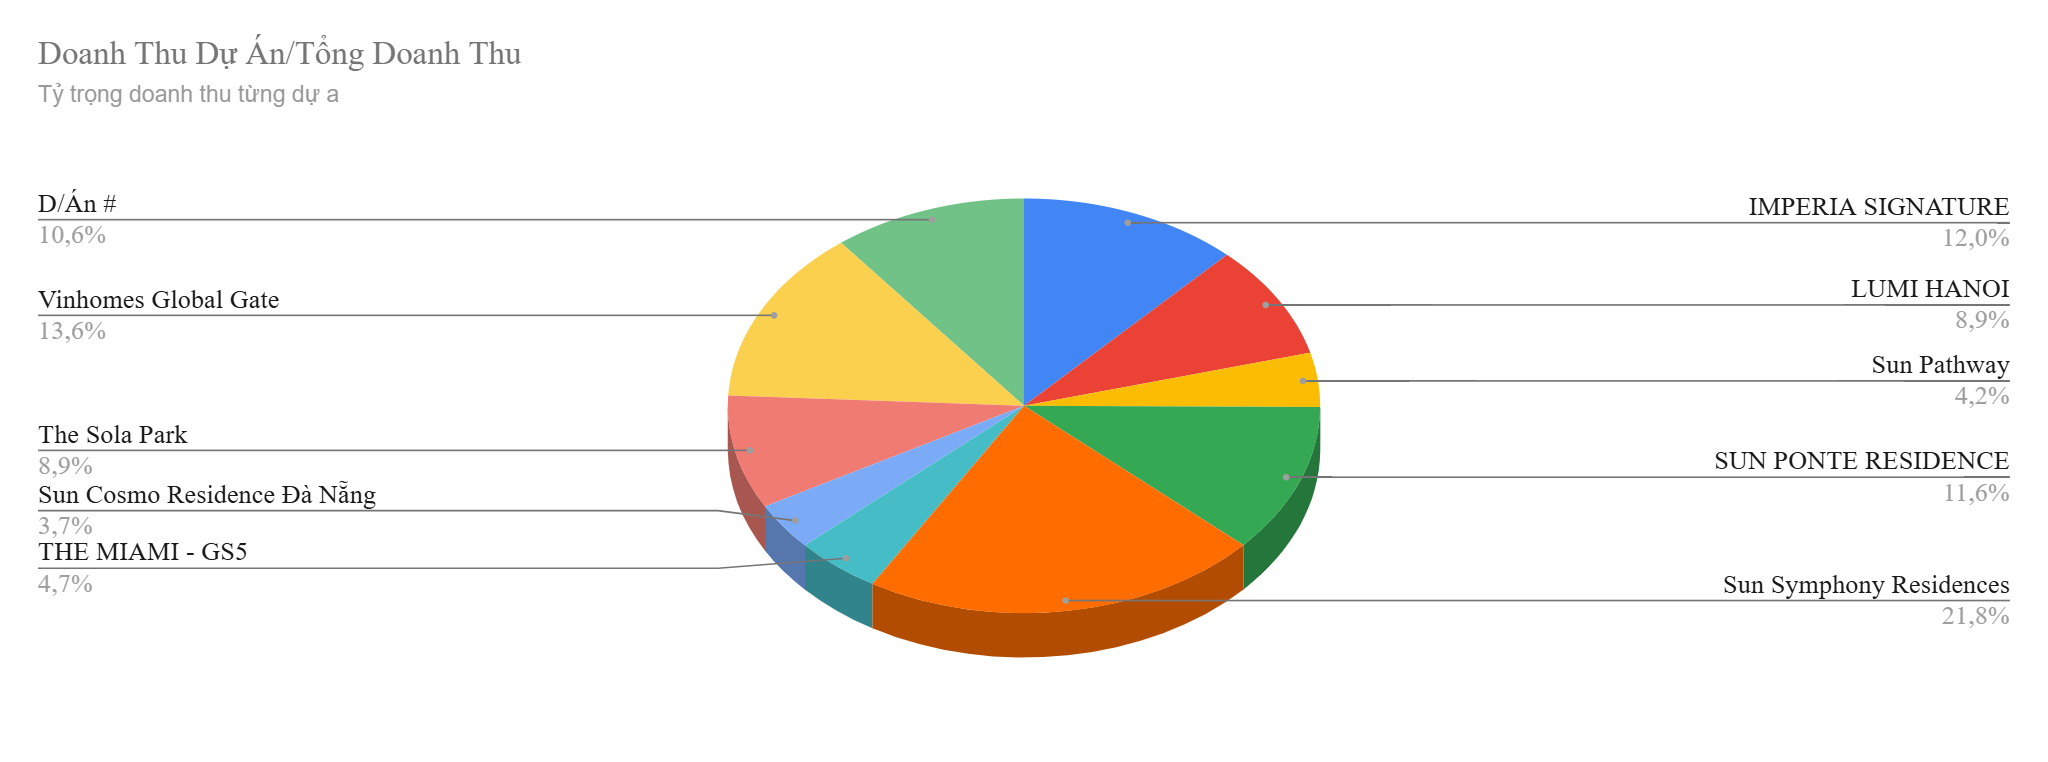 Doanh Thu Dự Án/Tổng Doanh Thu
Tỷ trọng doanh thu từng dự a
D/Án #
10,6%
Vinhomes Global Gate
13,6%
The Sola Park
8,9%
Sun Cosmo Residence Đà Nẵng
3,7%
THE MIAMI - GS5
4,7%
IMPERIA SIGNATURE
12,0%
LUMI HANOI
8,9%
Sun Pathway
4,2%
SUN PONTE RESIDENCE
11,6%
Sun Symphony Residences
21,8%